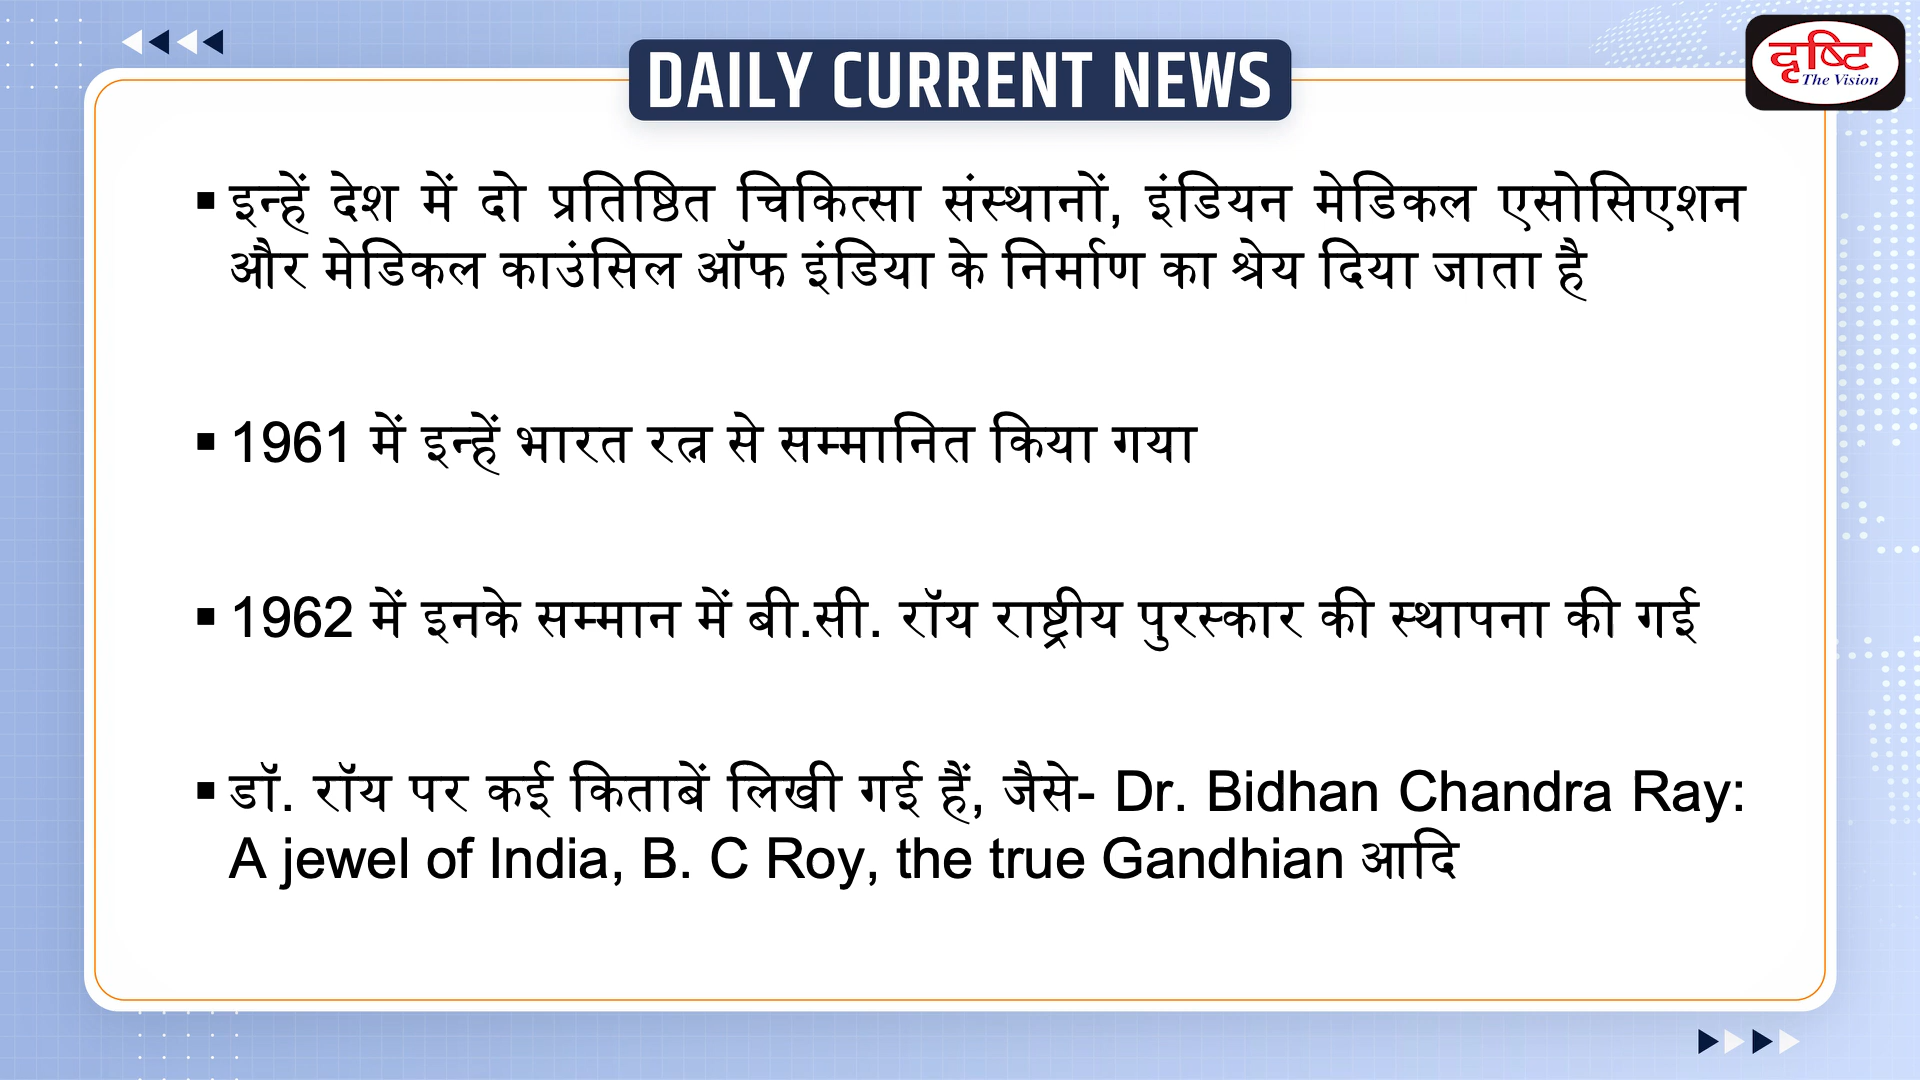 DAILY CURRENT NEWS
दृष्टि
The Vision
▪ इन्हें देश में दो प्रतिष्ठित चिकित्सा संस्थानों, इंडियन मेडिकल एसोसिएशन
और मेडिकल काउंसिल ऑफ इंडिया के निर्माण का श्रेय दिया जाता है
▪ 1961 में इन्हें भारत रत्न से सम्मानित किया गया
▪ 1962 में इनके सम्मान में बी.सी. रॉय राष्ट्रीय पुरस्कार की स्थापना की गई
▪ डॉ. रॉय पर कई किताबें लिखी गई हैं, जैसे- Dr. Bidhan Chandra Ray:
A jewel of India, B. C Roy, the true Gandhian आदि